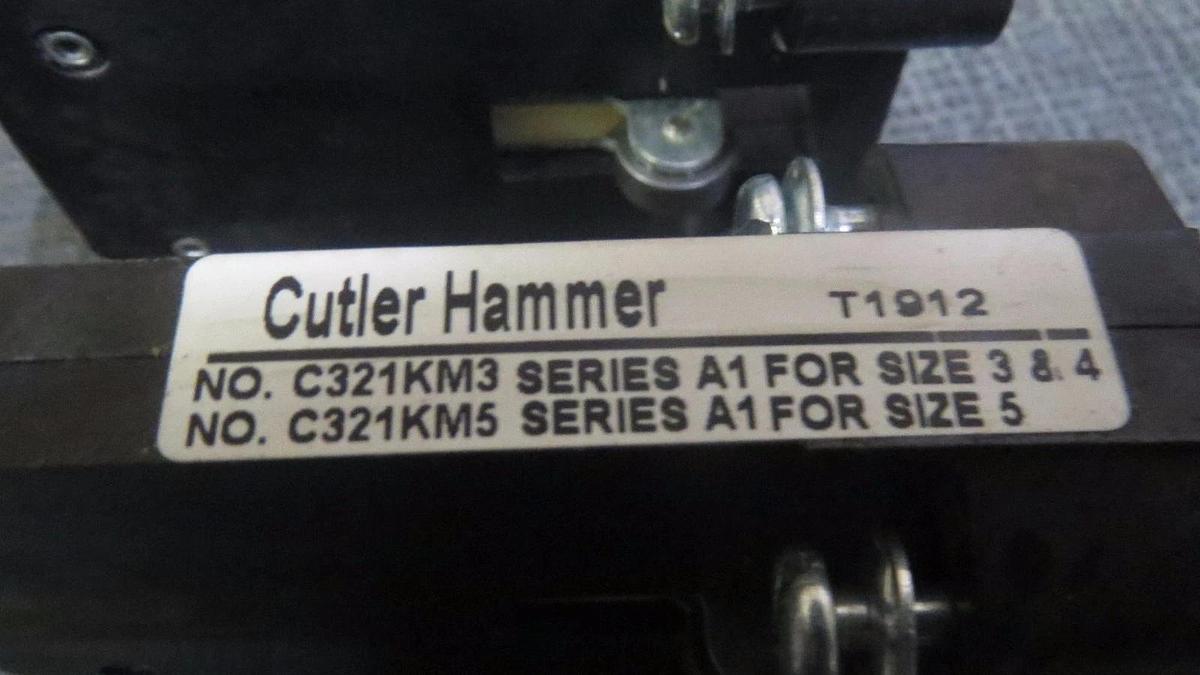 Cutler Hammer T1912
NO. C321KM3 SERIES A1 FOR SIZE 3 & 4
NO. C321KM5 SERIES A1 FOR SIZE 5